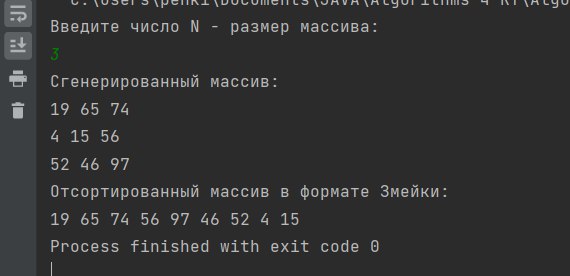 C:\Users\penki\Documents\JAVA\Algorithms 4 KT\Algo
Введите число N - размер массива:
3
Сгенерированный массив:
19 65 74
4 15 56
52 46 97
Отсортированный массив в формате Змейки:
19 65 74 56 97 46 52 4 15
Process finished with exit code 0